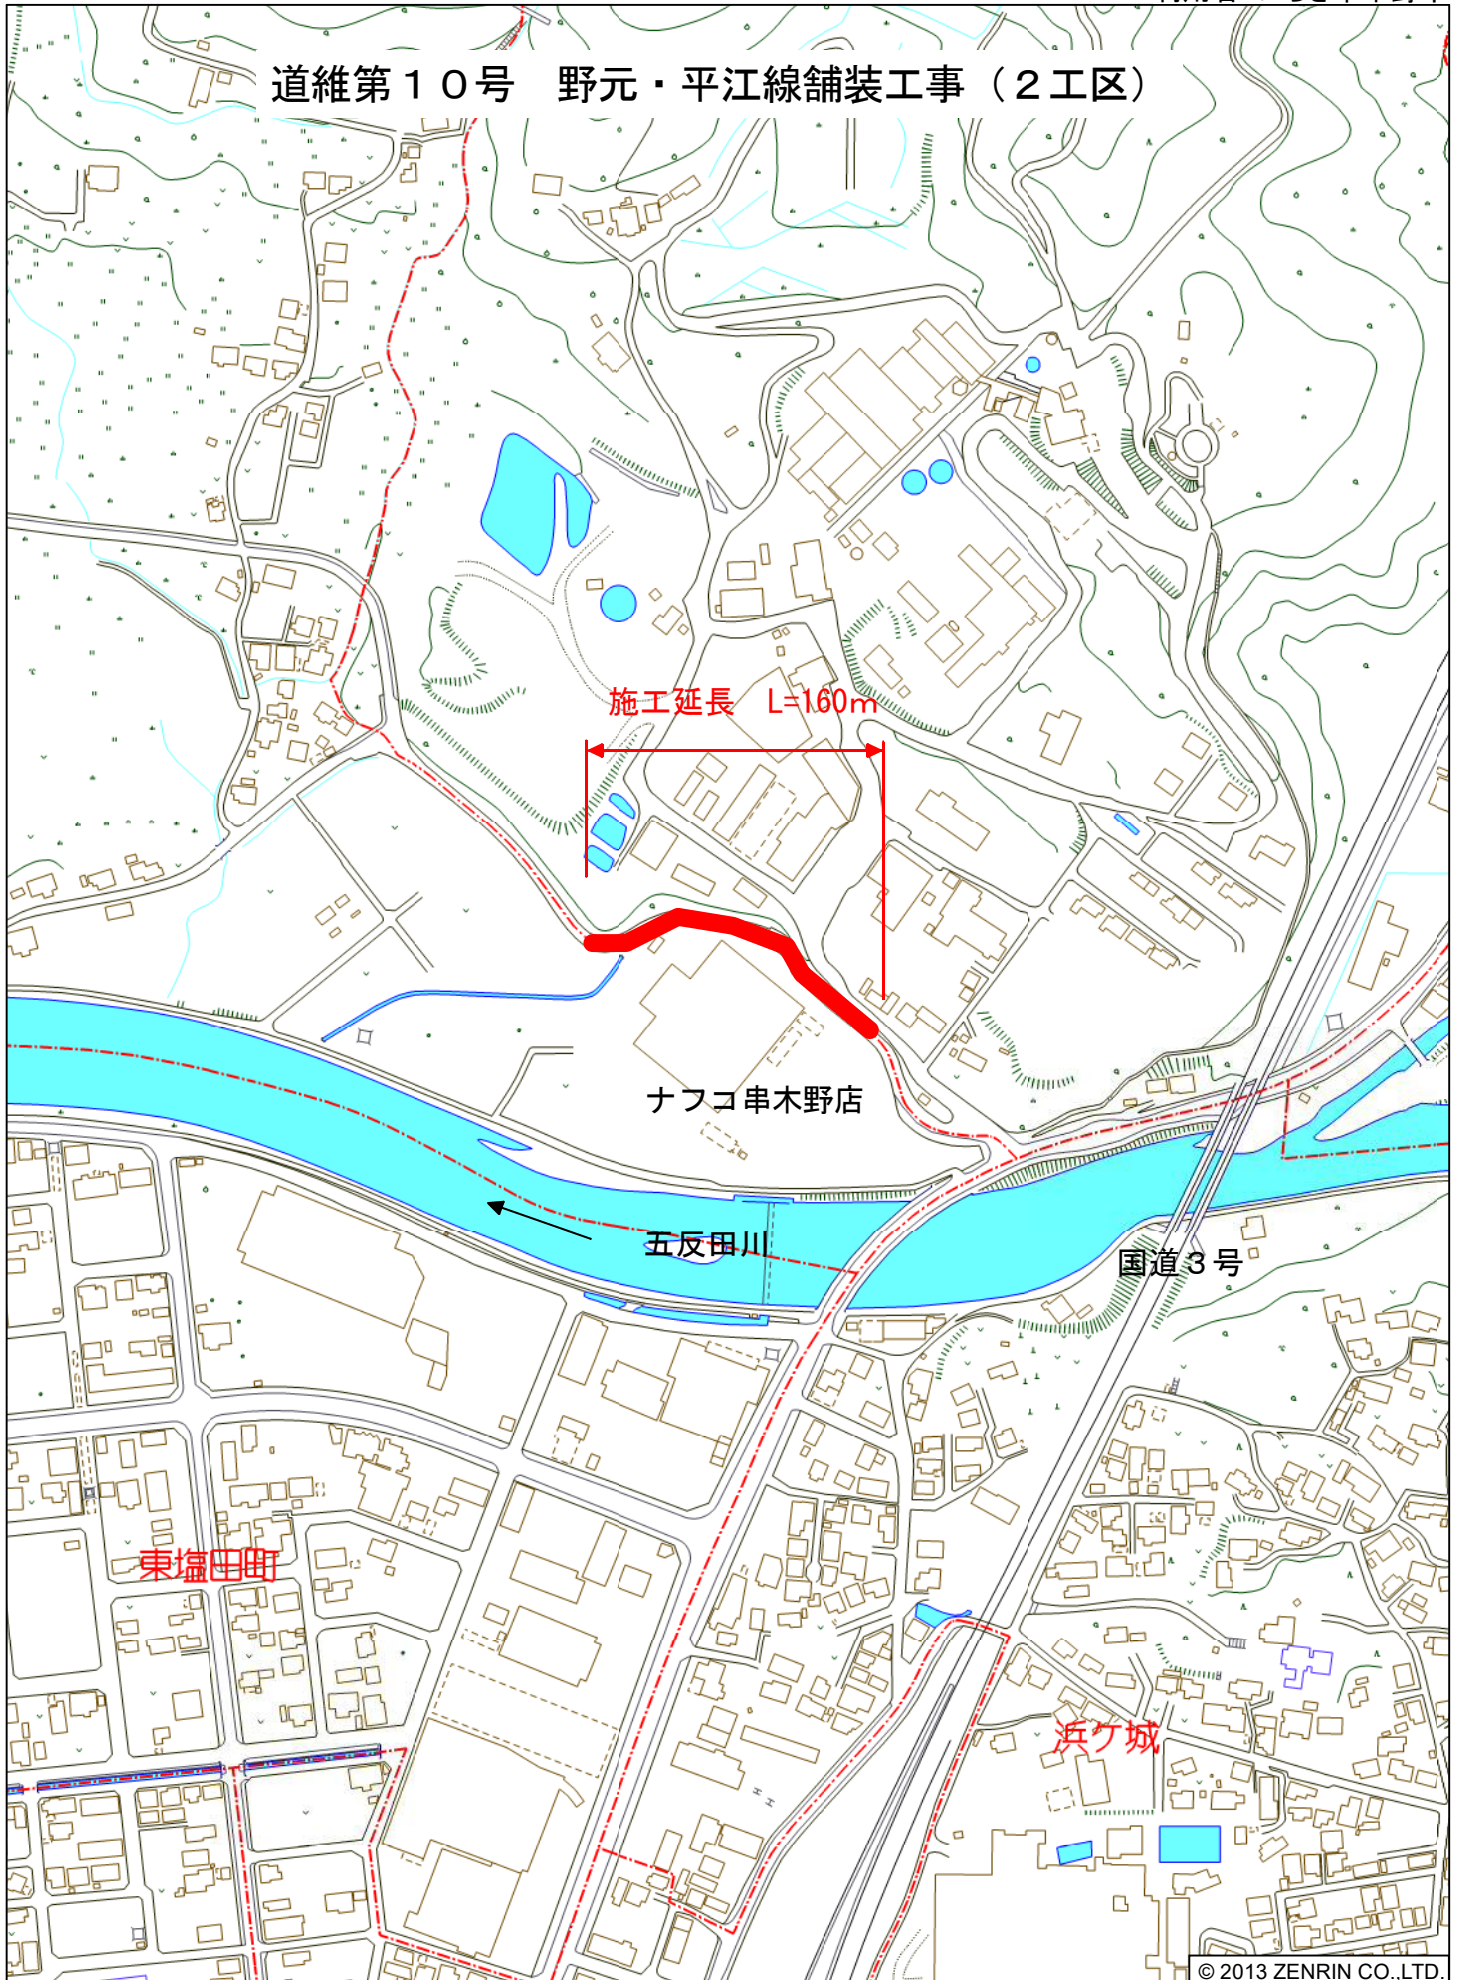 道維第１０号　野元・平江線舗装工事（２工区）
施工延長　L=160m
ナフコ串木野店
五反田川
国道３号
東塩田町
浜ケ城
© 2013 ZENRIN CO.,LTD.